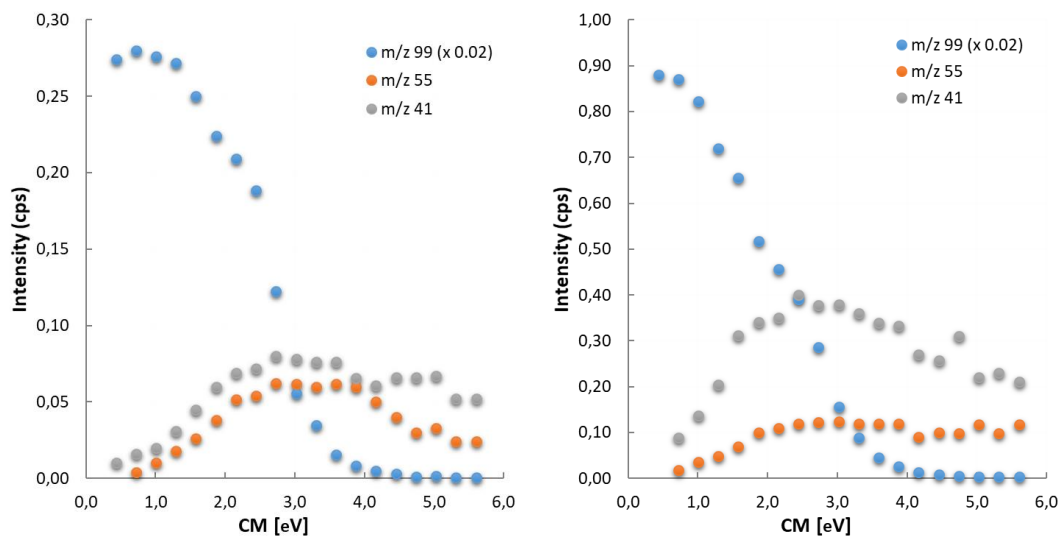 0,30
0,25
0,20
0,15
0,10
0,05
0,00
Intensity (cps)
m/z 99 (x 0.02)
m/z 55
m/z 41
0,0 1,0 2,0 3,0 4,0 5,0 6,0
CM [eV]
1,00
0,90
0,80
0,70
0,60
0,50
0,40
0,30
0,20
0,10
0,00
Intensity (cps)
m/z 99 (x 0.02)
m/z 55
m/z 41
0,0 1,0 2,0 3,0 4,0 5,0 6,0
CM [eV]